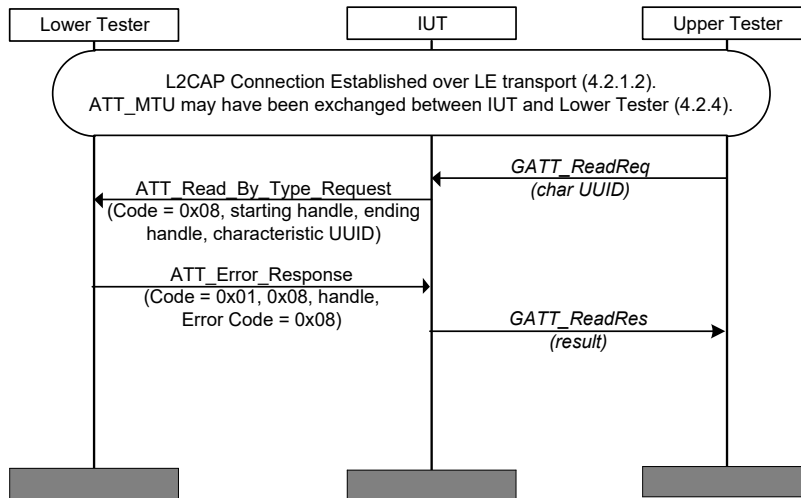 Lower Tester
IUT
Upper Tester
L2CAP Connection Established over LE transport (4.2.1.2).
ATT_MTU may have been exchanged between IUT and Lower Tester (4.2.4).
GATT_ReadReq
(char UUID)
ATT_Read_By_Type_Request
(Code = 0x08, starting handle, ending
handle, characteristic UUID)
ATT_Error_Response
(Code = 0x01, 0x08, handle,
Error Code = 0x08)
GATT_ReadRes
(result)